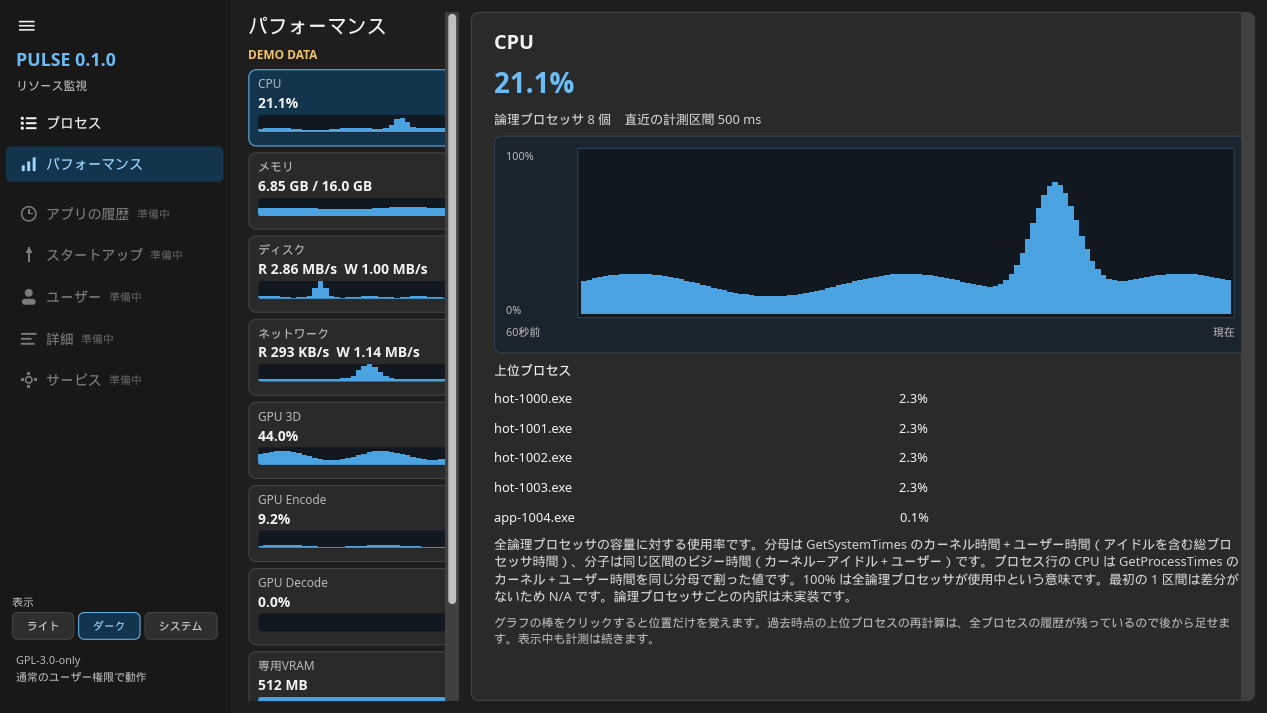 PULSE 0.1.0
リソース監視
プロセス
パフォーマンス
アプリの履歴 準備中
スタートアップ 準備中
ユーザー 準備中
詳細 準備中
サービス 準備中
表示
ライト ダーク システム
GPL-3.0-only
通常のユーザー権限で動作
パフォーマンス
DEMO DATA
CPU
21.1%
メモリ
6.85 GB / 16.0 GB
ディスク
R 2.86 MB/s W 1.00 MB/s
ネットワーク
R 293 KB/s W 1.14 MB/s
GPU 3D
44.0%
GPU Encode
9.2%
GPU Decode
0.0%
専用VRAM
512 MB
CPU
21.1%
論理プロセッサ 8 個 直近の計測区間 500 ms
100%
0%
60秒前 現在
上位プロセス
hot-1000.exe 2.3%
hot-1001.exe 2.3%
hot-1002.exe 2.3%
hot-1003.exe 2.3%
app-1004.exe 0.1%
全論理プロセッサの容量に対する使用率です。分母は GetSystemTimes のカーネル時間 + ユーザー時間 ( アイドルを含む総プロ
セッサ時間 ) 、分子は同じ区間のビジー時間 ( カーネル−アイドル + ユーザー ) です。プロセス行の CPU は GetProcessTimes の
カーネル + ユーザー時間を同じ分母で割った値です。100% は全論理プロセッサが使用中という意味です。最初の 1 区間は差分が
ないため N/A です。論理プロセッサごとの内訳は未実装です。
グラフの棒をクリックすると位置だけを覚えます。過去時点の上位プロセスの再計算は、全プロセスの履歴が残っているので後から足せま
す。表示中も計測は続きます。